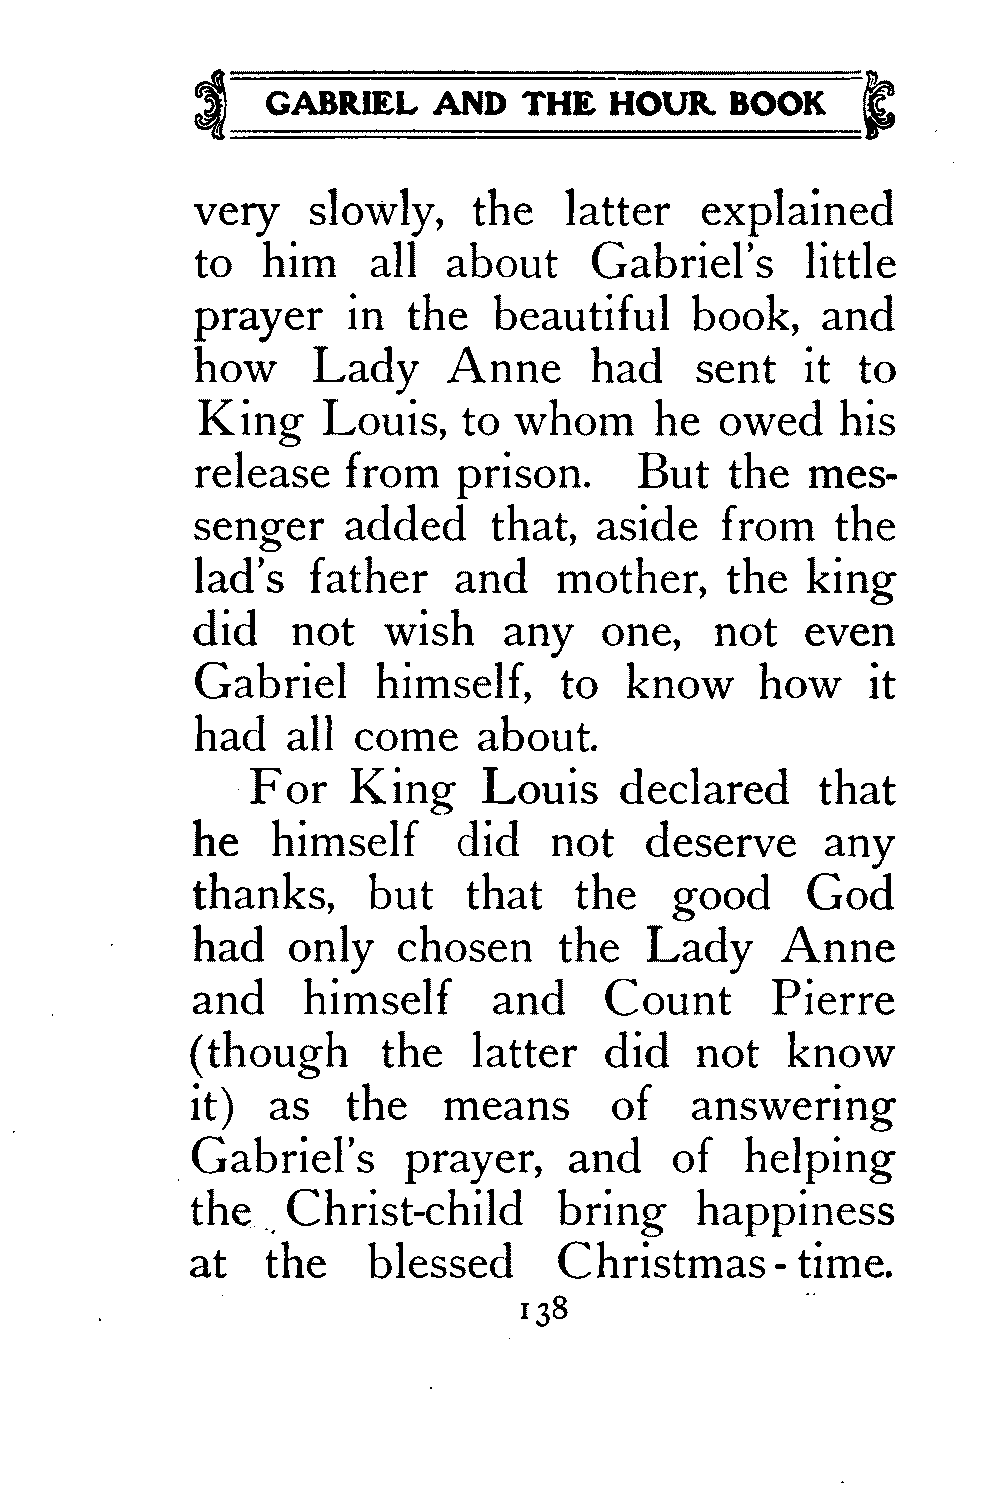 GABRIEL AND THE HOUR BOOK
very slowly, the latter explained
to him all about Gabriel's little
prayer in the beautiful book, and
how Lady Anne had sent it to
King Louis, to whom he owed his
release from prison. But the mes-
senger added that, aside from the
lad's father and mother, the king
did not wish any one, not even
Gabriel himself, to know how it
had all come about.
For King Louis declared that
he himself did not deserve any
thanks, but that the good God
had only chosen the Lady Anne
and himself and Count Pierre
(though the latter did not know
it) as the means of answering
Gabriel's prayer, and of helping
the Christ-child bring happiness
at the blessed Christmas-time.
138